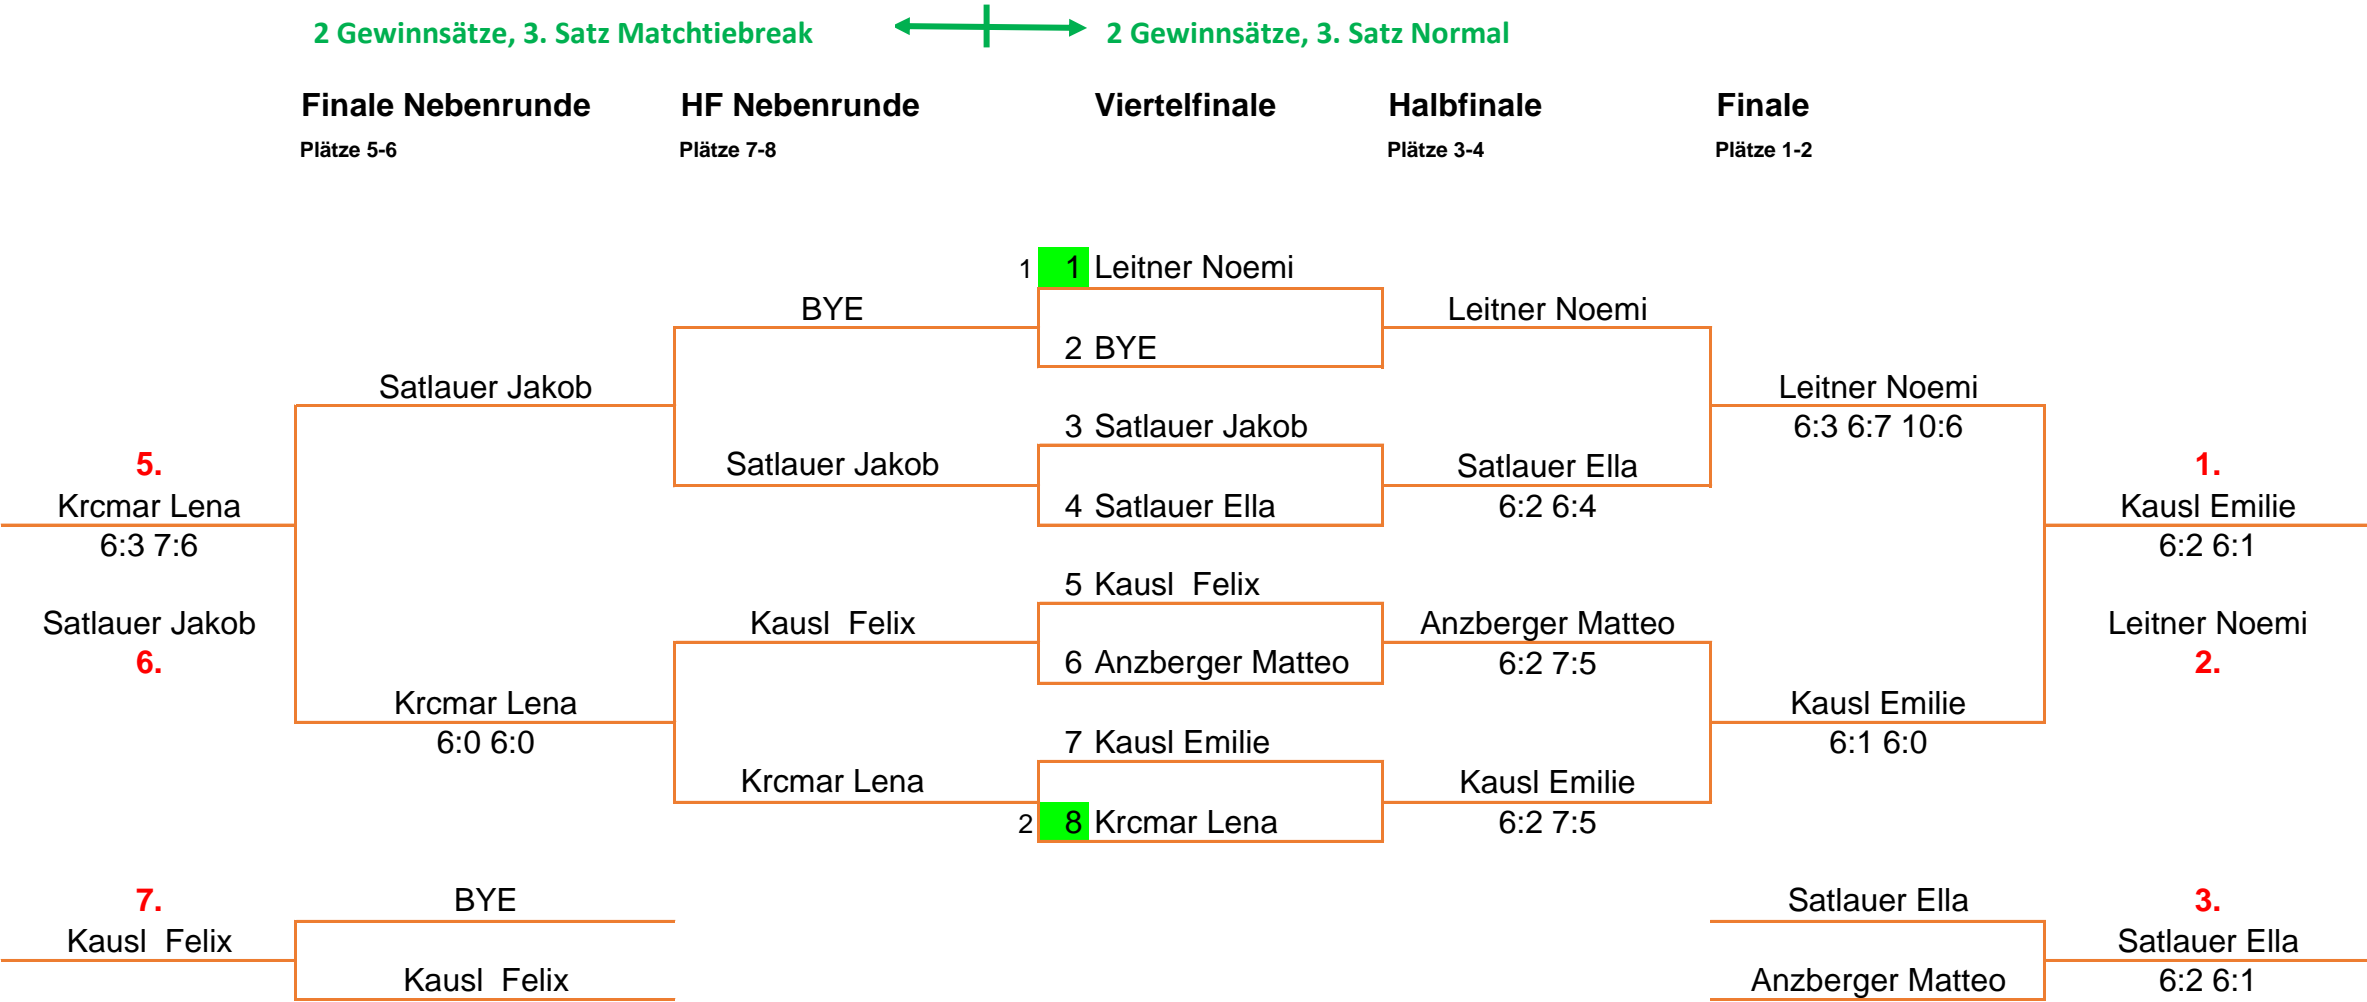 2 Gewinnsätze, 3. Satz Matchtiebreak 2 Gewinnsätze, 3. Satz Normal
Finale Nebenrunde HF Nebenrunde Viertelfinale Halbfinale Finale
Plätze 5-6 Plätze 7-8 Plätze 3-4 Plätze 1-2
1 1 Leitner Noemi
BYE Leitner Noemi
2 BYE
Satlauer Jakob Leitner Noemi
3 Satlauer Jakob 6:3 6:7 10:6
5. Satlauer Jakob Satlauer Ella 1.
Krcmar Lena 4 Satlauer Ella 6:2 6:4 Kausl Emilie
6:3 7:6 6:2 6:1
5 Kausl  Felix
Satlauer Jakob Kausl  Felix Anzberger Matteo Leitner Noemi
6. 6 Anzberger Matteo 6:2 7:5 2.
Krcmar Lena Kausl Emilie
6:0 6:0 7 Kausl Emilie 6:1 6:0
Krcmar Lena Kausl Emilie
2 8 Krcmar Lena 6:2 7:5
7. BYE Satlauer Ella 3.
Kausl  Felix Satlauer Ella
Kausl  Felix Anzberger Matteo 6:2 6:1